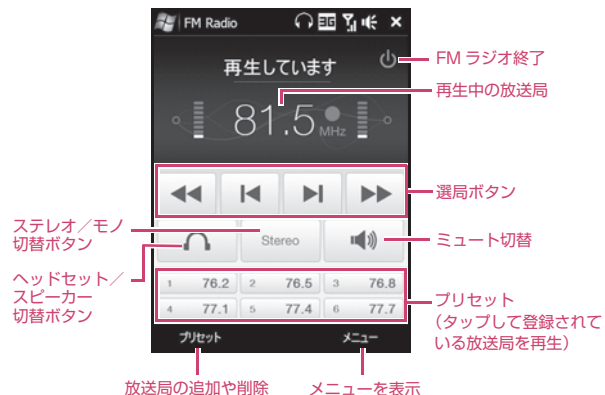 FM Radio
3G
再生しています
81.5 MHz
Stereo
1 76.2 2 76.5 3 76.8
4 77.1 5 77.4 6 77.7
プリセット メニュー
FM ラジオ終了
再生中の放送局
選局ボタン
ミュート切替
プリセット
（タップして登録されて
いる放送局を再生）
ステレオ／モノ
切替ボタン
ヘッドセット／
スピーカー
切替ボタン
放送局の追加や削除
メニューを表示